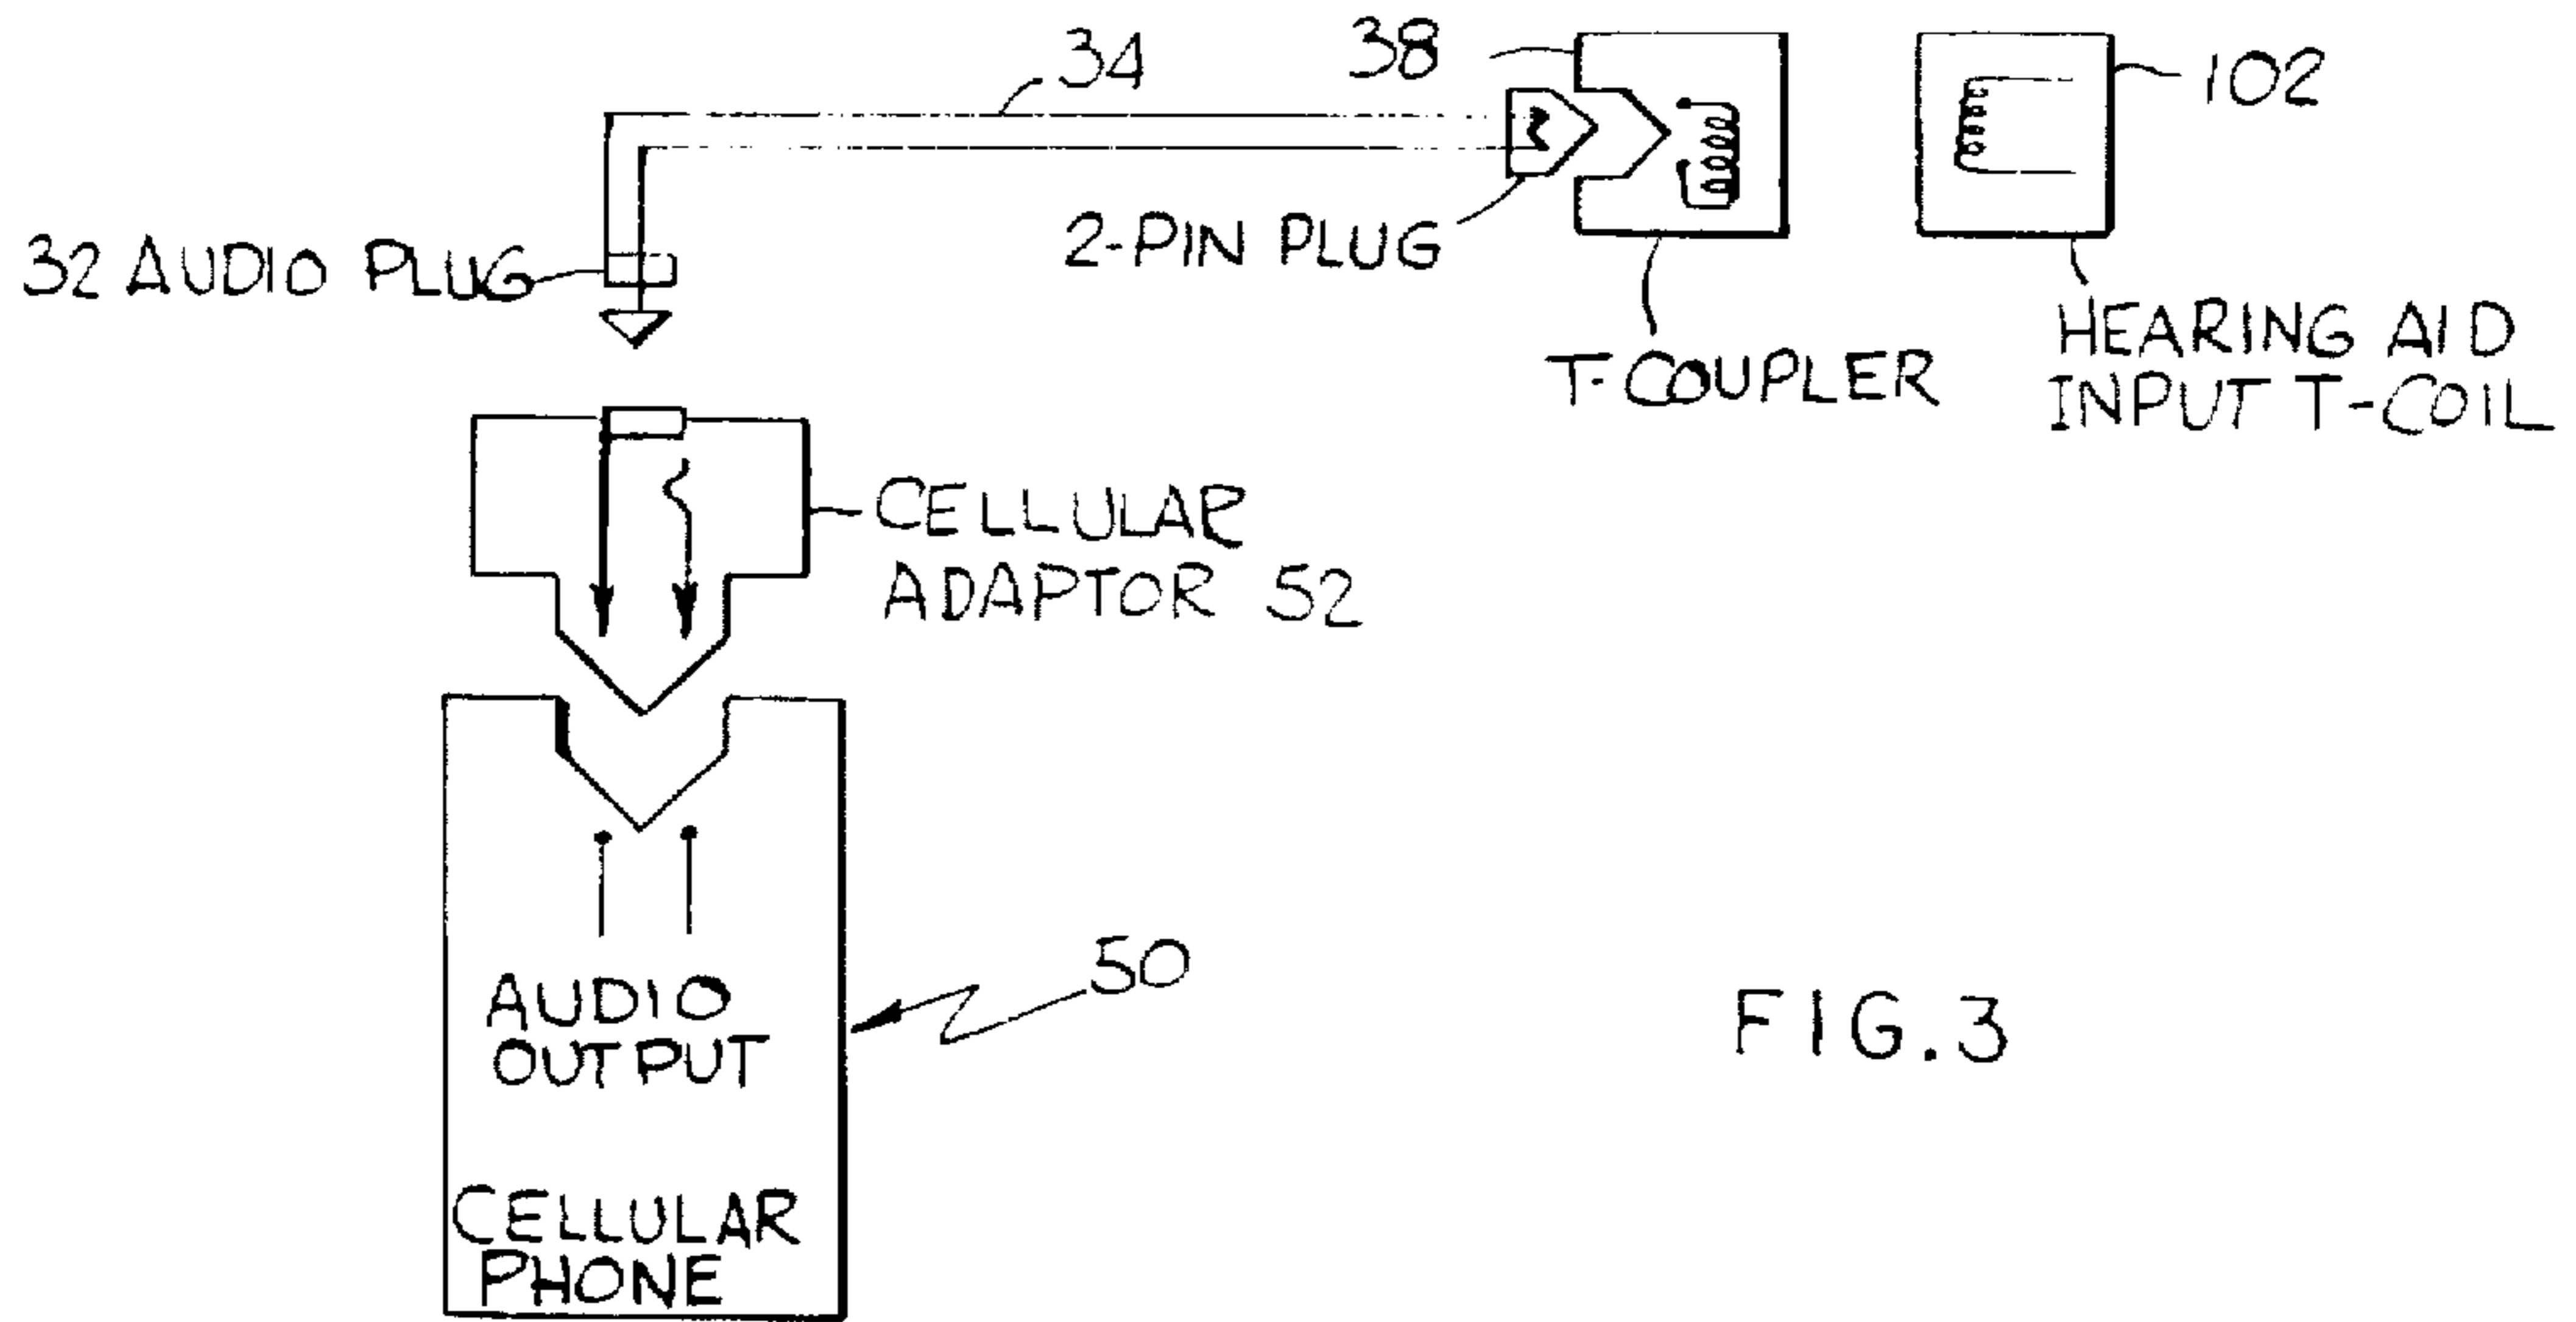 34
38
102
32 AUDIO PLUG
2-PIN PLUG
T-COUPLER
HEARING AID
INPUT T-COIL
CELLULAR
ADAPTOR 52
50
AUDIO
OUTPUT
CELLULAR
PHONE
FIG.3